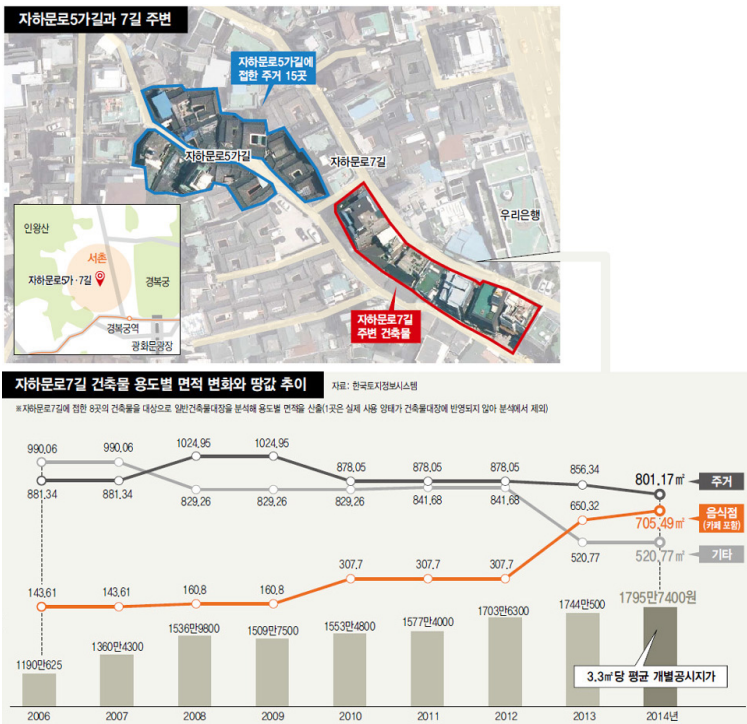 자하문로5가길과 7길 주변
자하문로5가길에
접한 주거 15곳
자하문로5가길
자하문로7길
우리은행
인왕산
서촌
자하문로5가·7길
경복궁
경복궁역
광화문광장
자하문로7길
주변 건축물
자하문로7길 건축물 용도별 면적 변화와 땅값 추이
자료: 한국토지정보시스템
※자하문로7길에 접한 8곳의 건축물을 대상으로 일반건축물대장을 분석해 용도별 면적을 산출(1곳은 실제 사용 양태가 건축물대장에 반영되지 않아 분석에서 제외)
990.06 990.06 1024.95 1024.95 878.05 878.05 878.05 856.34 801.17㎡ 주거
881.34 881.34 829.26 829.26 829.26 841.68 841.68 650.32 705.49㎡ 음식점
(카페 포함)
520.77 520.77㎡ 기타
143.61 143.61 160.8 160.8 307.7 307.7 307.7
1190만625 1360만4300 1536만9800 1509만7500 1553만4800 1577만4000 1703만6300 1744만500 1795만7400원
3.3㎡당 평균 개별공시지가
2006 2007 2008 2009 2010 2011 2012 2013 2014년